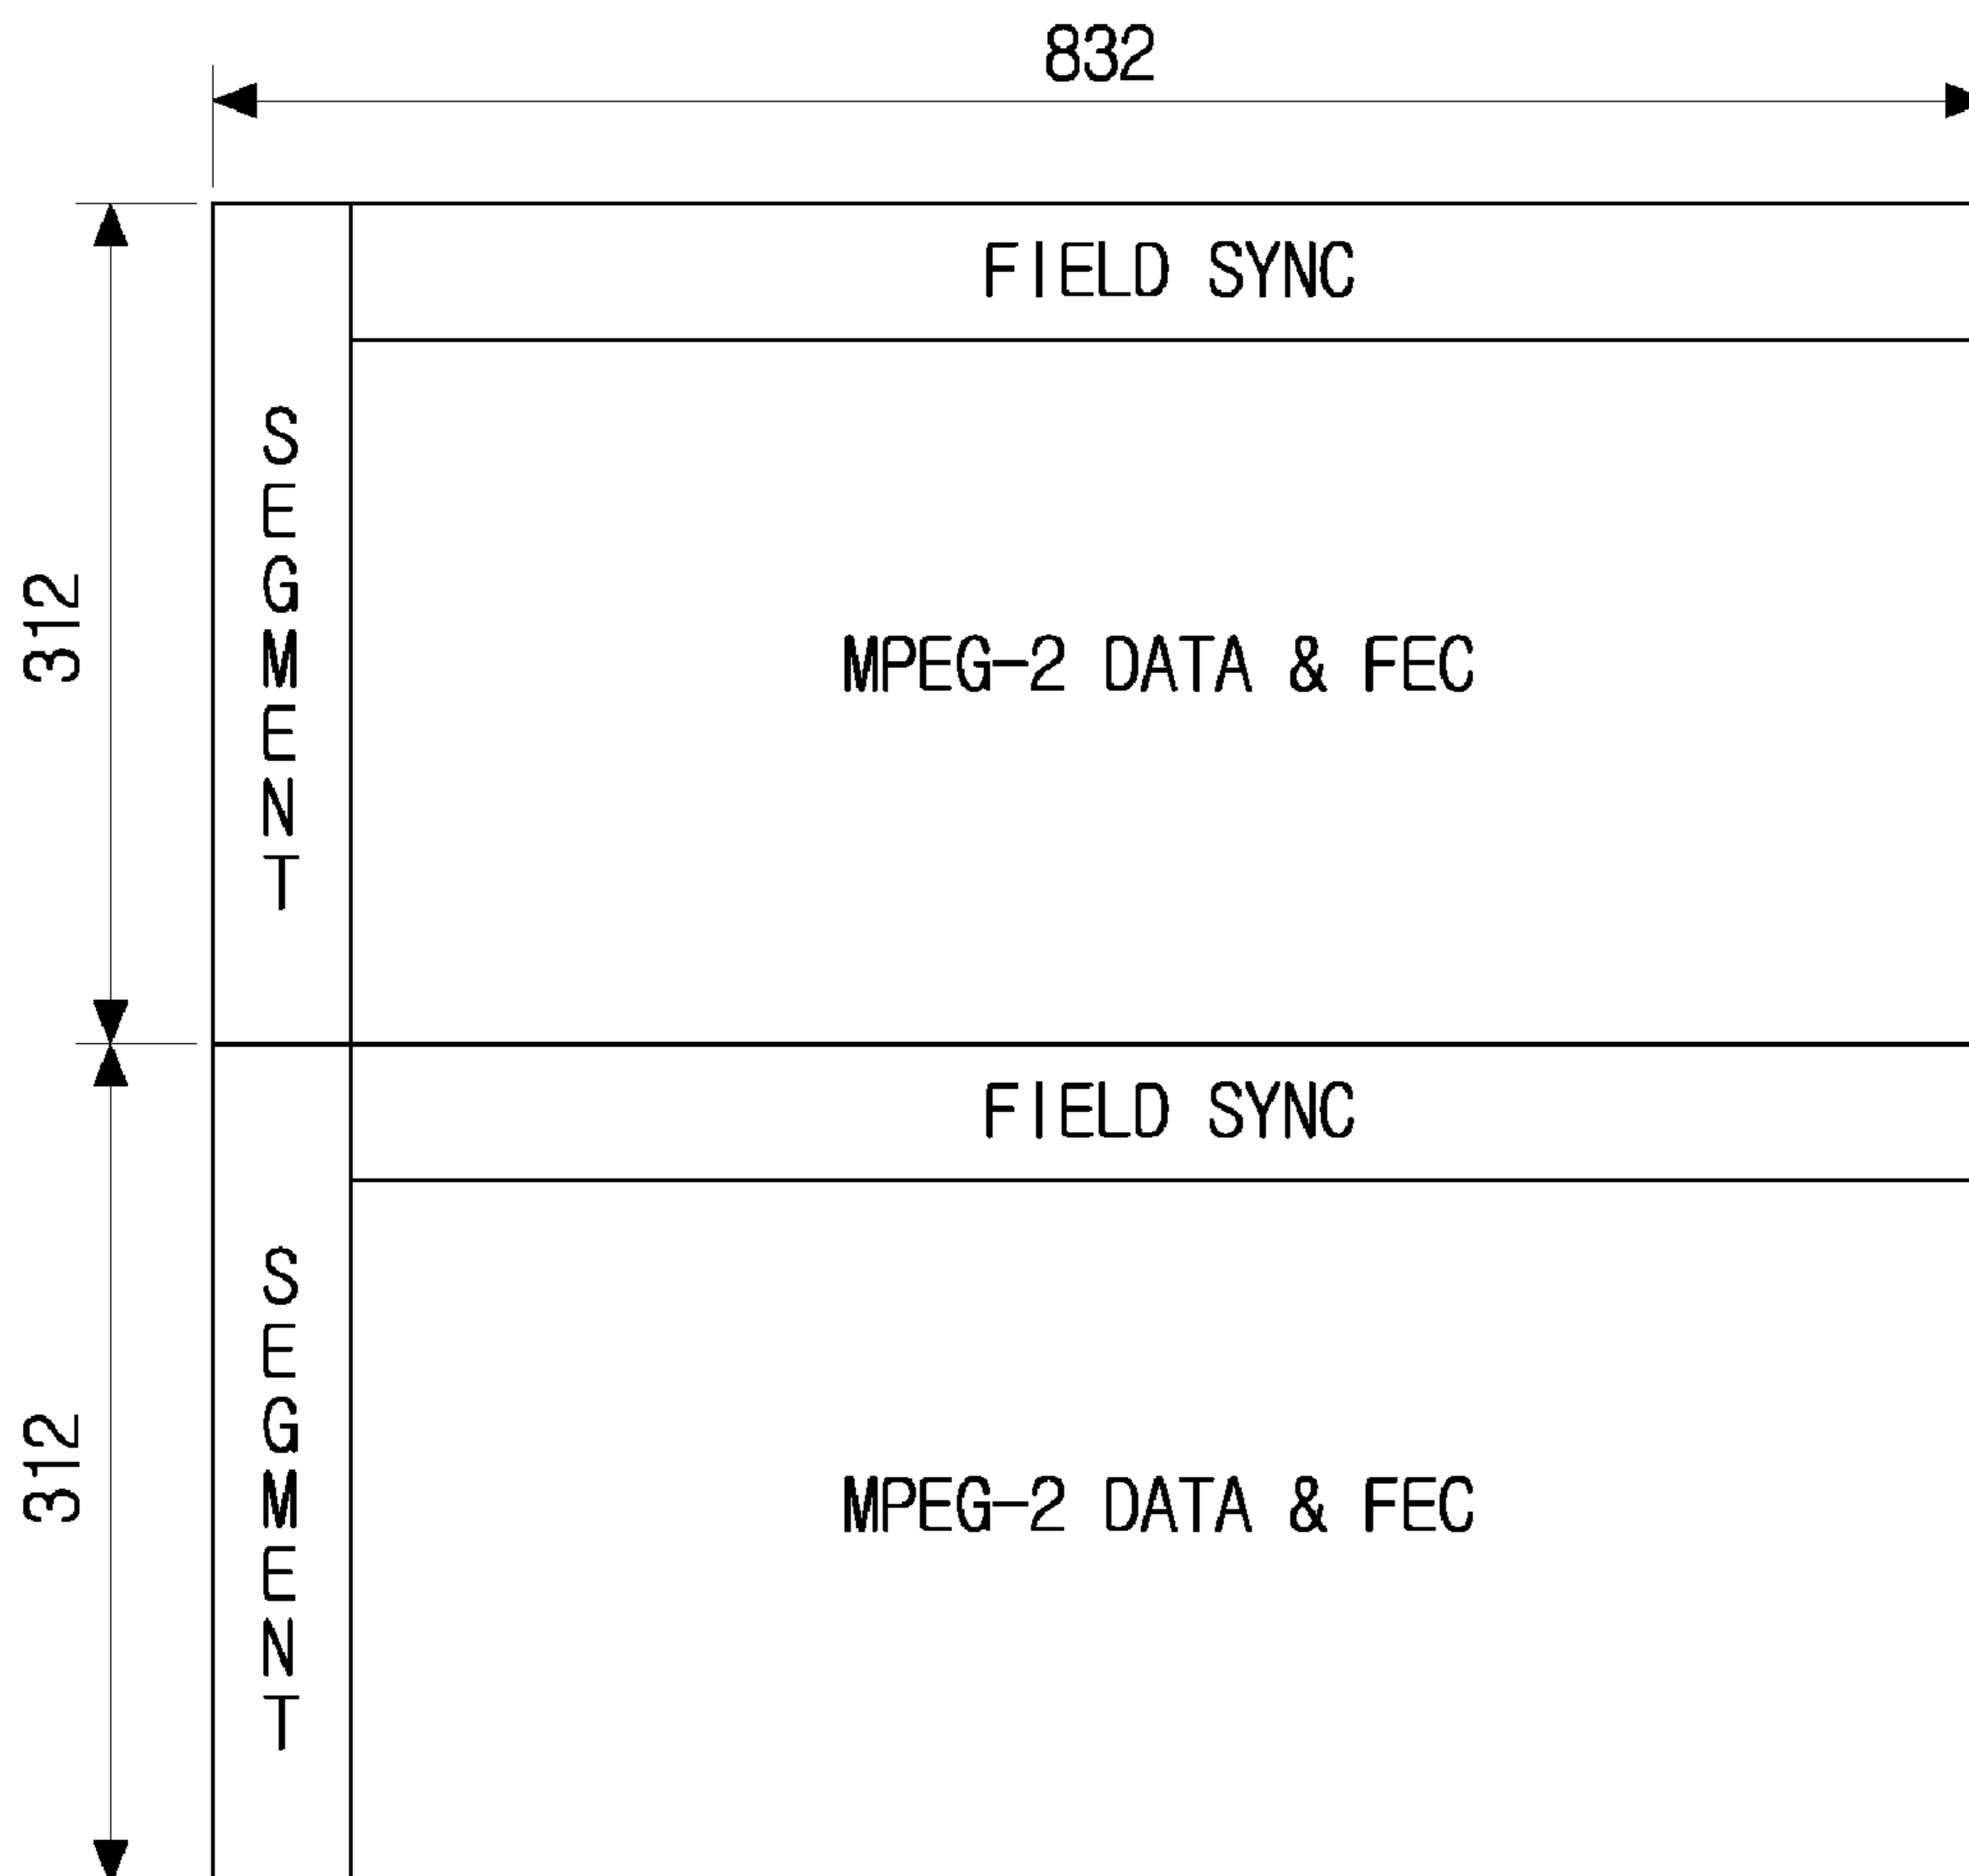 832
FIELD SYNC
312
SEGMENT
MPEG-2 DATA & FEC
FIELD SYNC
312
SEGMENT
MPEG-2 DATA & FEC